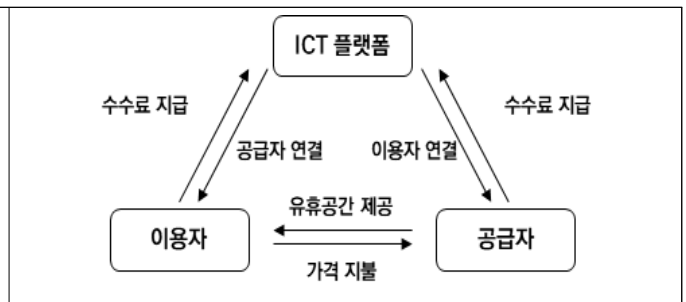 ICT 플랫폼
수수료 지급
수수료 지급
공급자 연결
이용자 연결
유휴공간 제공
이용자
공급자
가격 지불